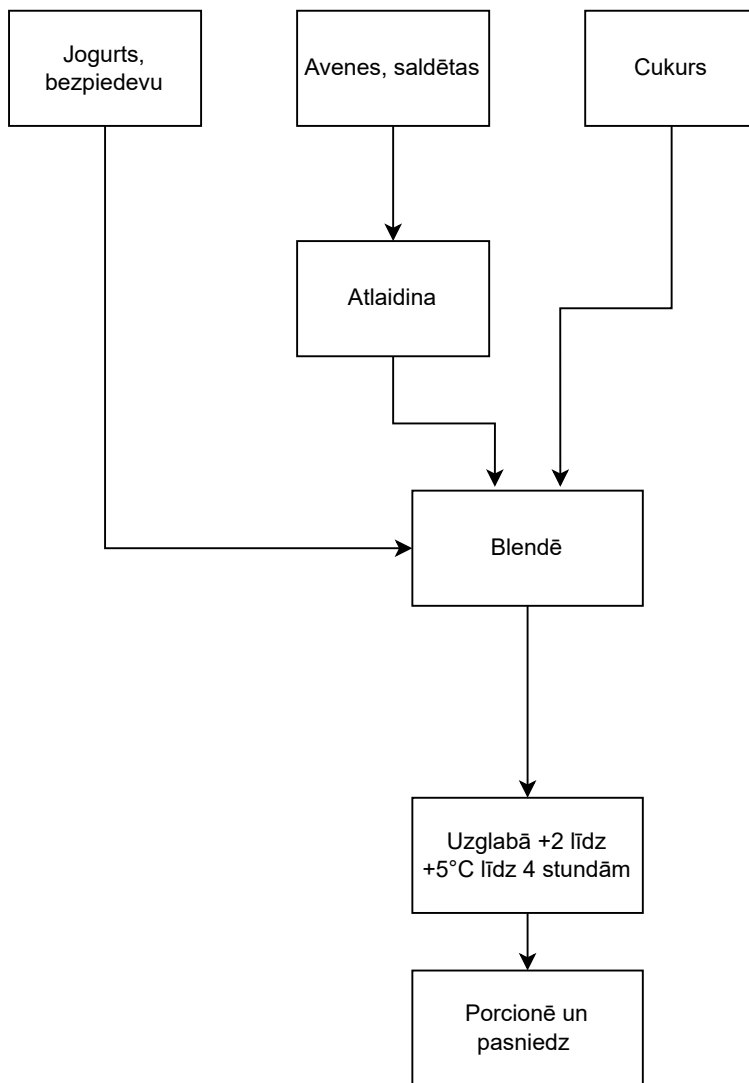 Jogurts,
bezpiedevu
Avenes, saldētas
Cukurs
Atlaidina
Blendē
Uzglabā +2 līdz
+5°C līdz 4 stundām
Porcionē un
pasniedz